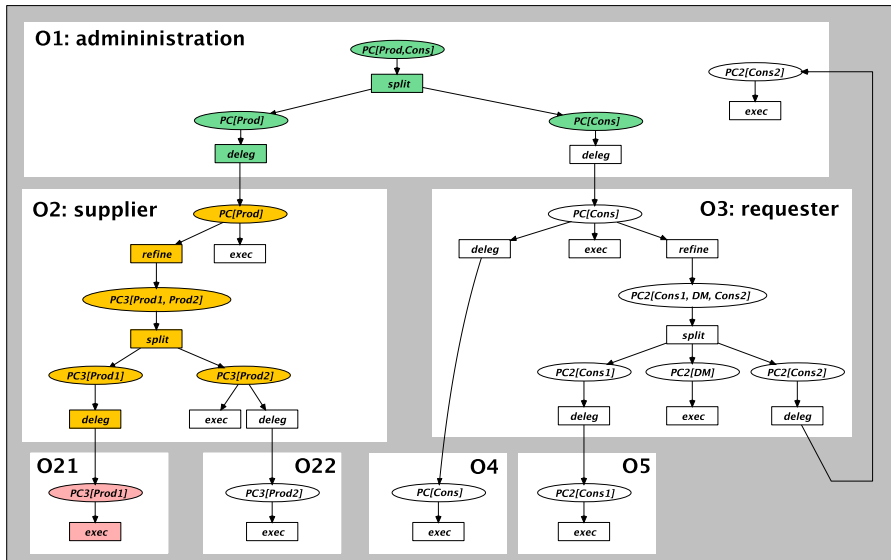 O1: admininistration
PC[Prod,Cons]
split
PC2[Cons2]
exec
PC[Prod]
PC[Cons]
deleg
deleg
O2: supplier
PC[Prod]
refine
exec
PC3[Prod1, Prod2]
split
PC3[Prod1]
PC3[Prod2]
deleg
exec
deleg
O3: requester
PC[Cons]
deleg
exec
refine
PC2[Cons1, DM, Cons2]
split
PC2[Cons1]
PC2[DM]
PC2[Cons2]
deleg
exec
deleg
O21
PC3[Prod1]
exec
O22
PC3[Prod2]
exec
O4
PC[Cons]
exec
O5
PC2[Cons1]
exec